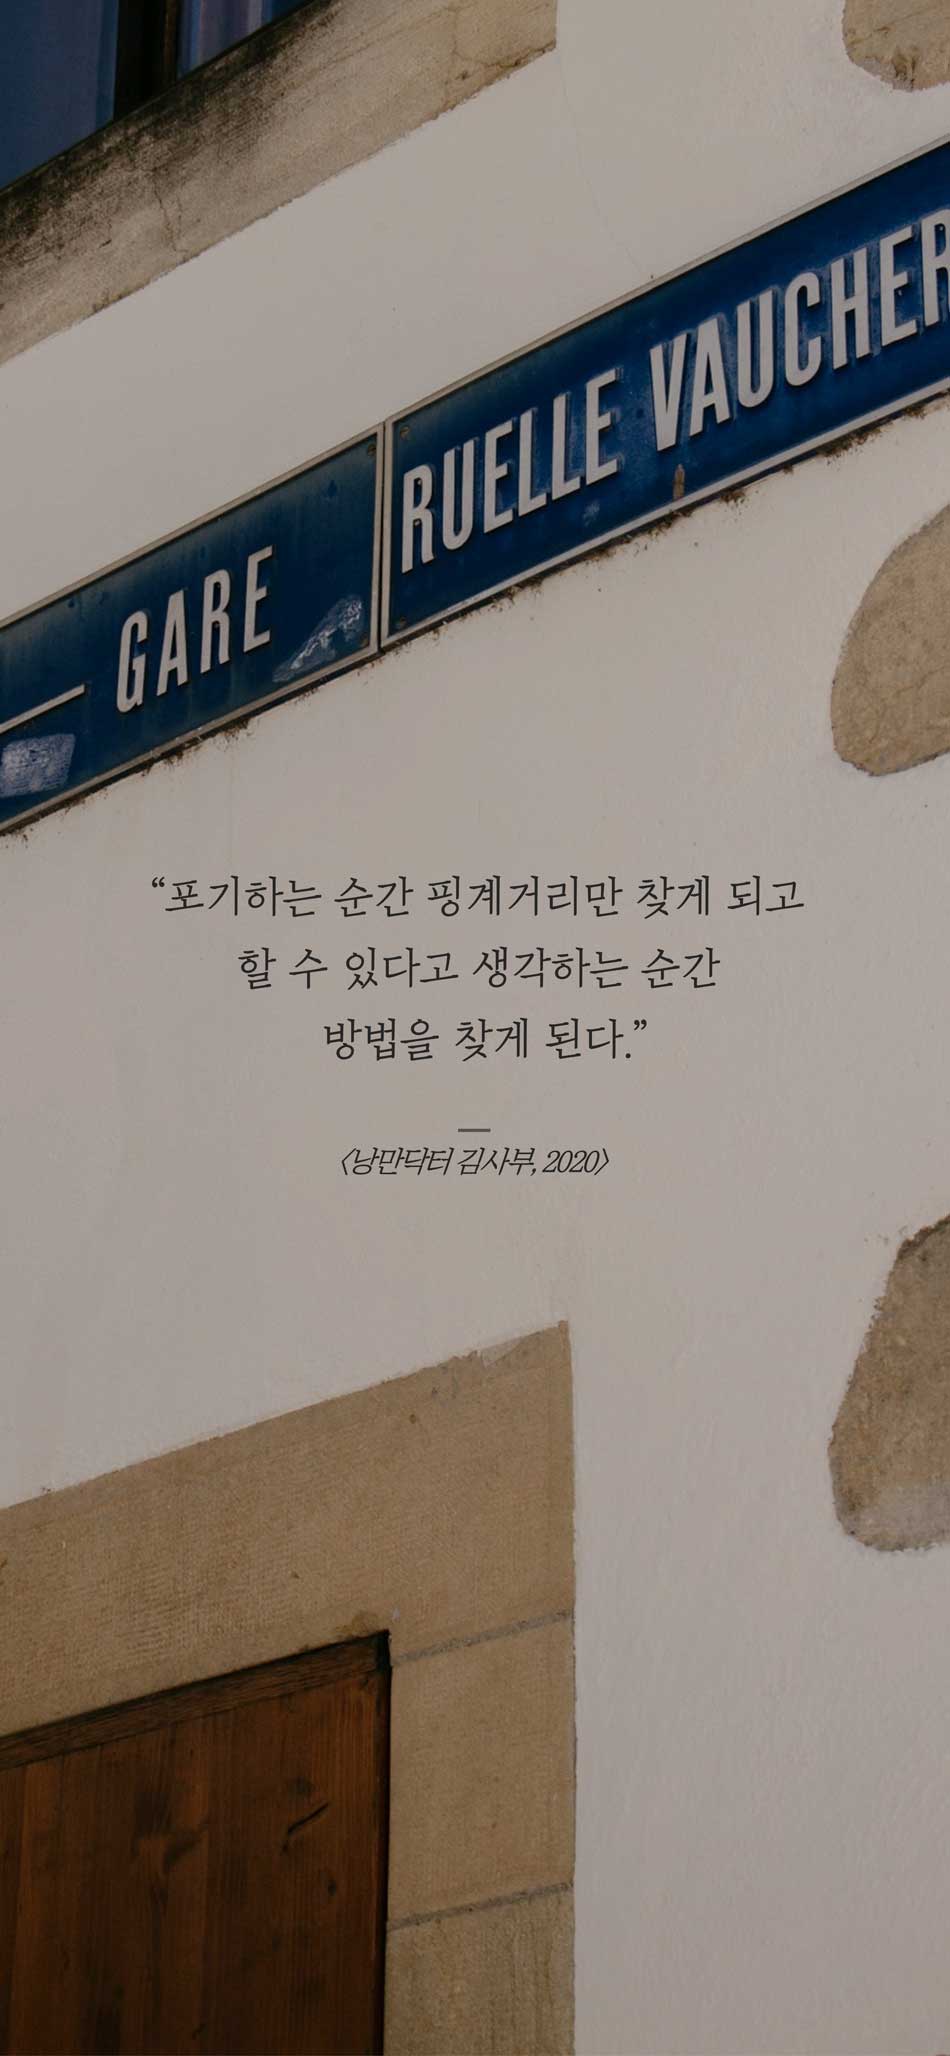 RUELLE VAUCHER
GARE
“포기하는 순간 핑계거리만 찾게 되고
할 수 있다고 생각하는 순간
방법을 찾게 된다.”
〈낭만닥터 김사부, 2020〉